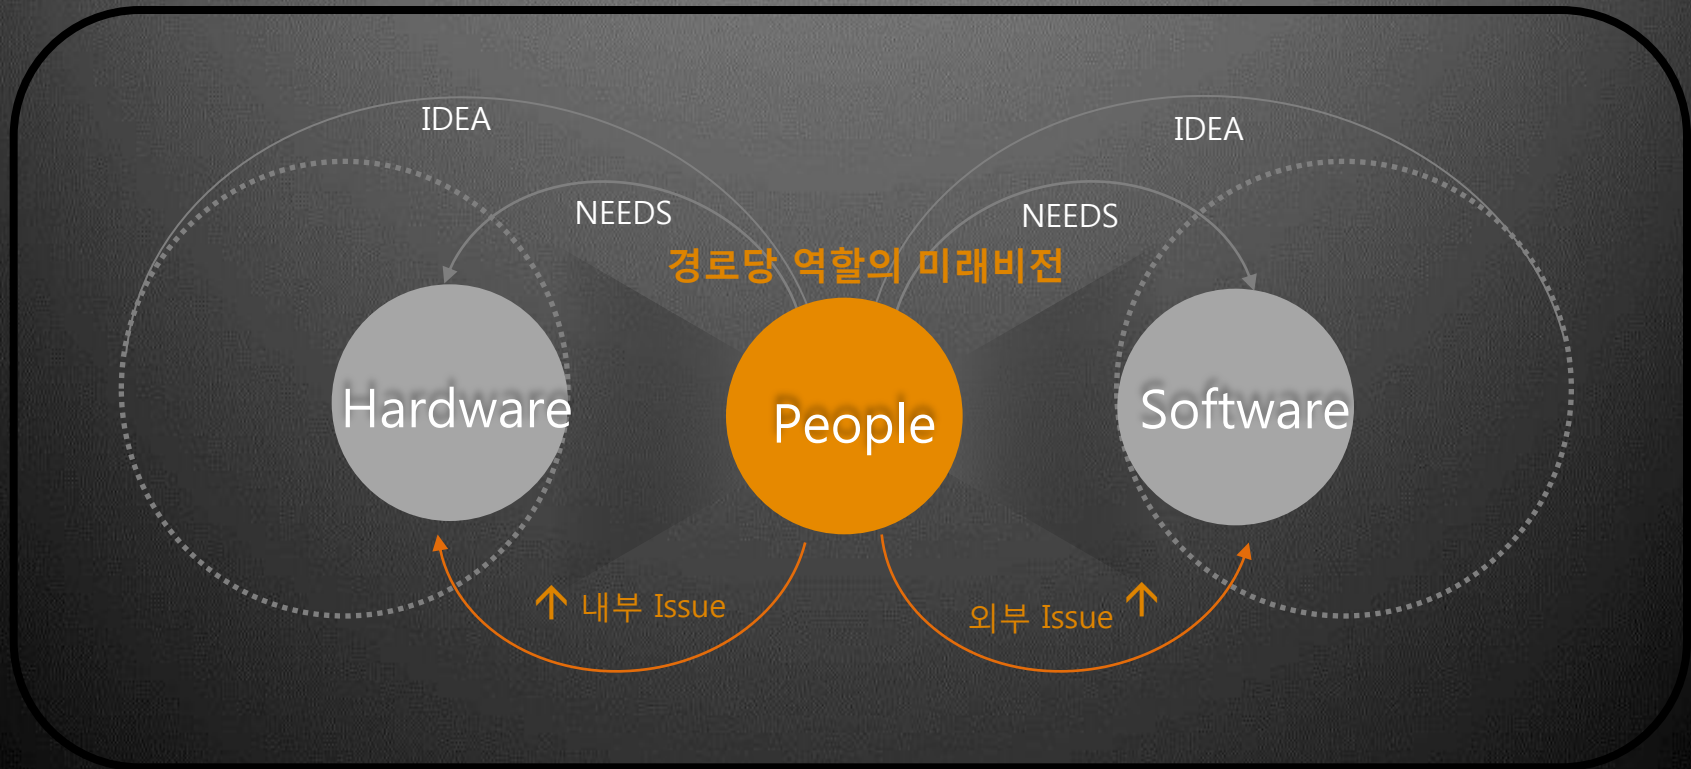 IDEA
IDEA
NEEDS
NEEDS
경로당 역할의 미래비전
Hardware
People
Software
↑ 내부 Issue
외부 Issue ↑